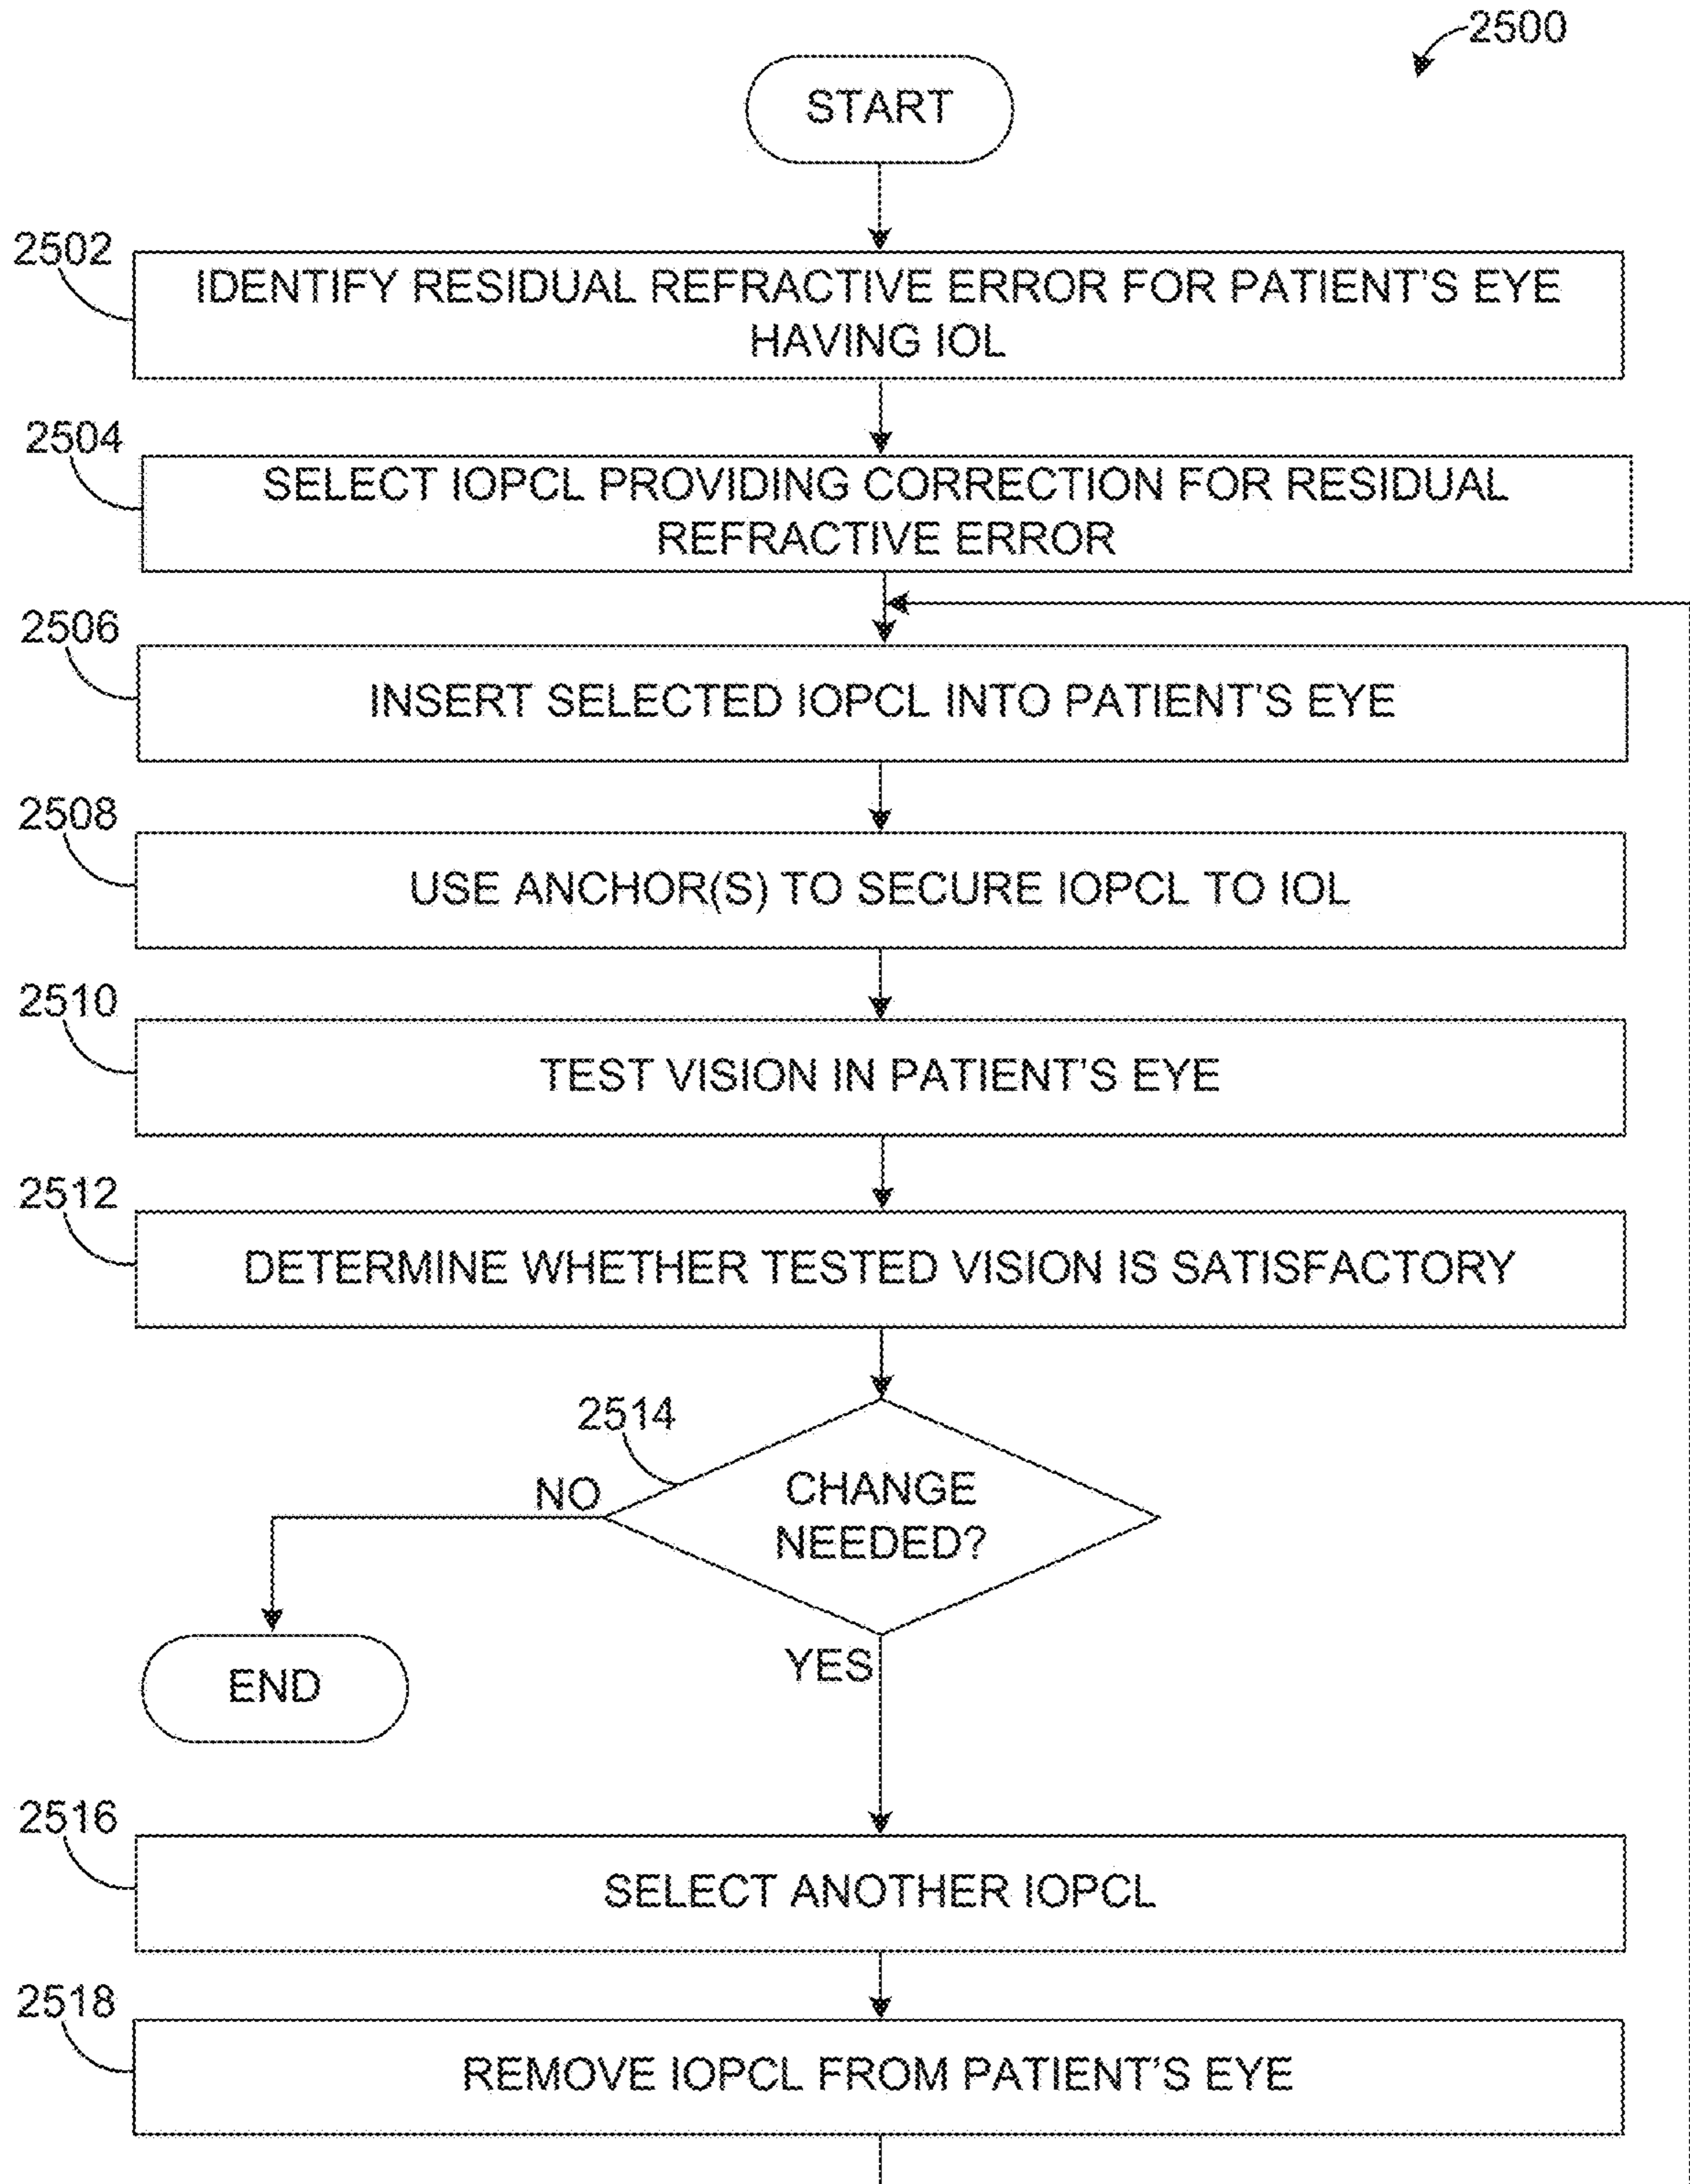 2500
START
2502
IDENTIFY RESIDUAL REFRACTIVE ERROR FOR PATIENT'S EYE
HAVING IOL
2504
SELECT IOPCL PROVIDING CORRECTION FOR RESIDUAL
REFRACTIVE ERROR
2506
INSERT SELECTED IOPCL INTO PATIENT'S EYE
2508
USE ANCHOR(S) TO SECURE IOPCL TO IOL
2510
TEST VISION IN PATIENT'S EYE
2512
DETERMINE WHETHER TESTED VISION IS SATISFACTORY
2514
NO
CHANGE
NEEDED?
YES
END
2516
SELECT ANOTHER IOPCL
2518
REMOVE IOPCL FROM PATIENT'S EYE